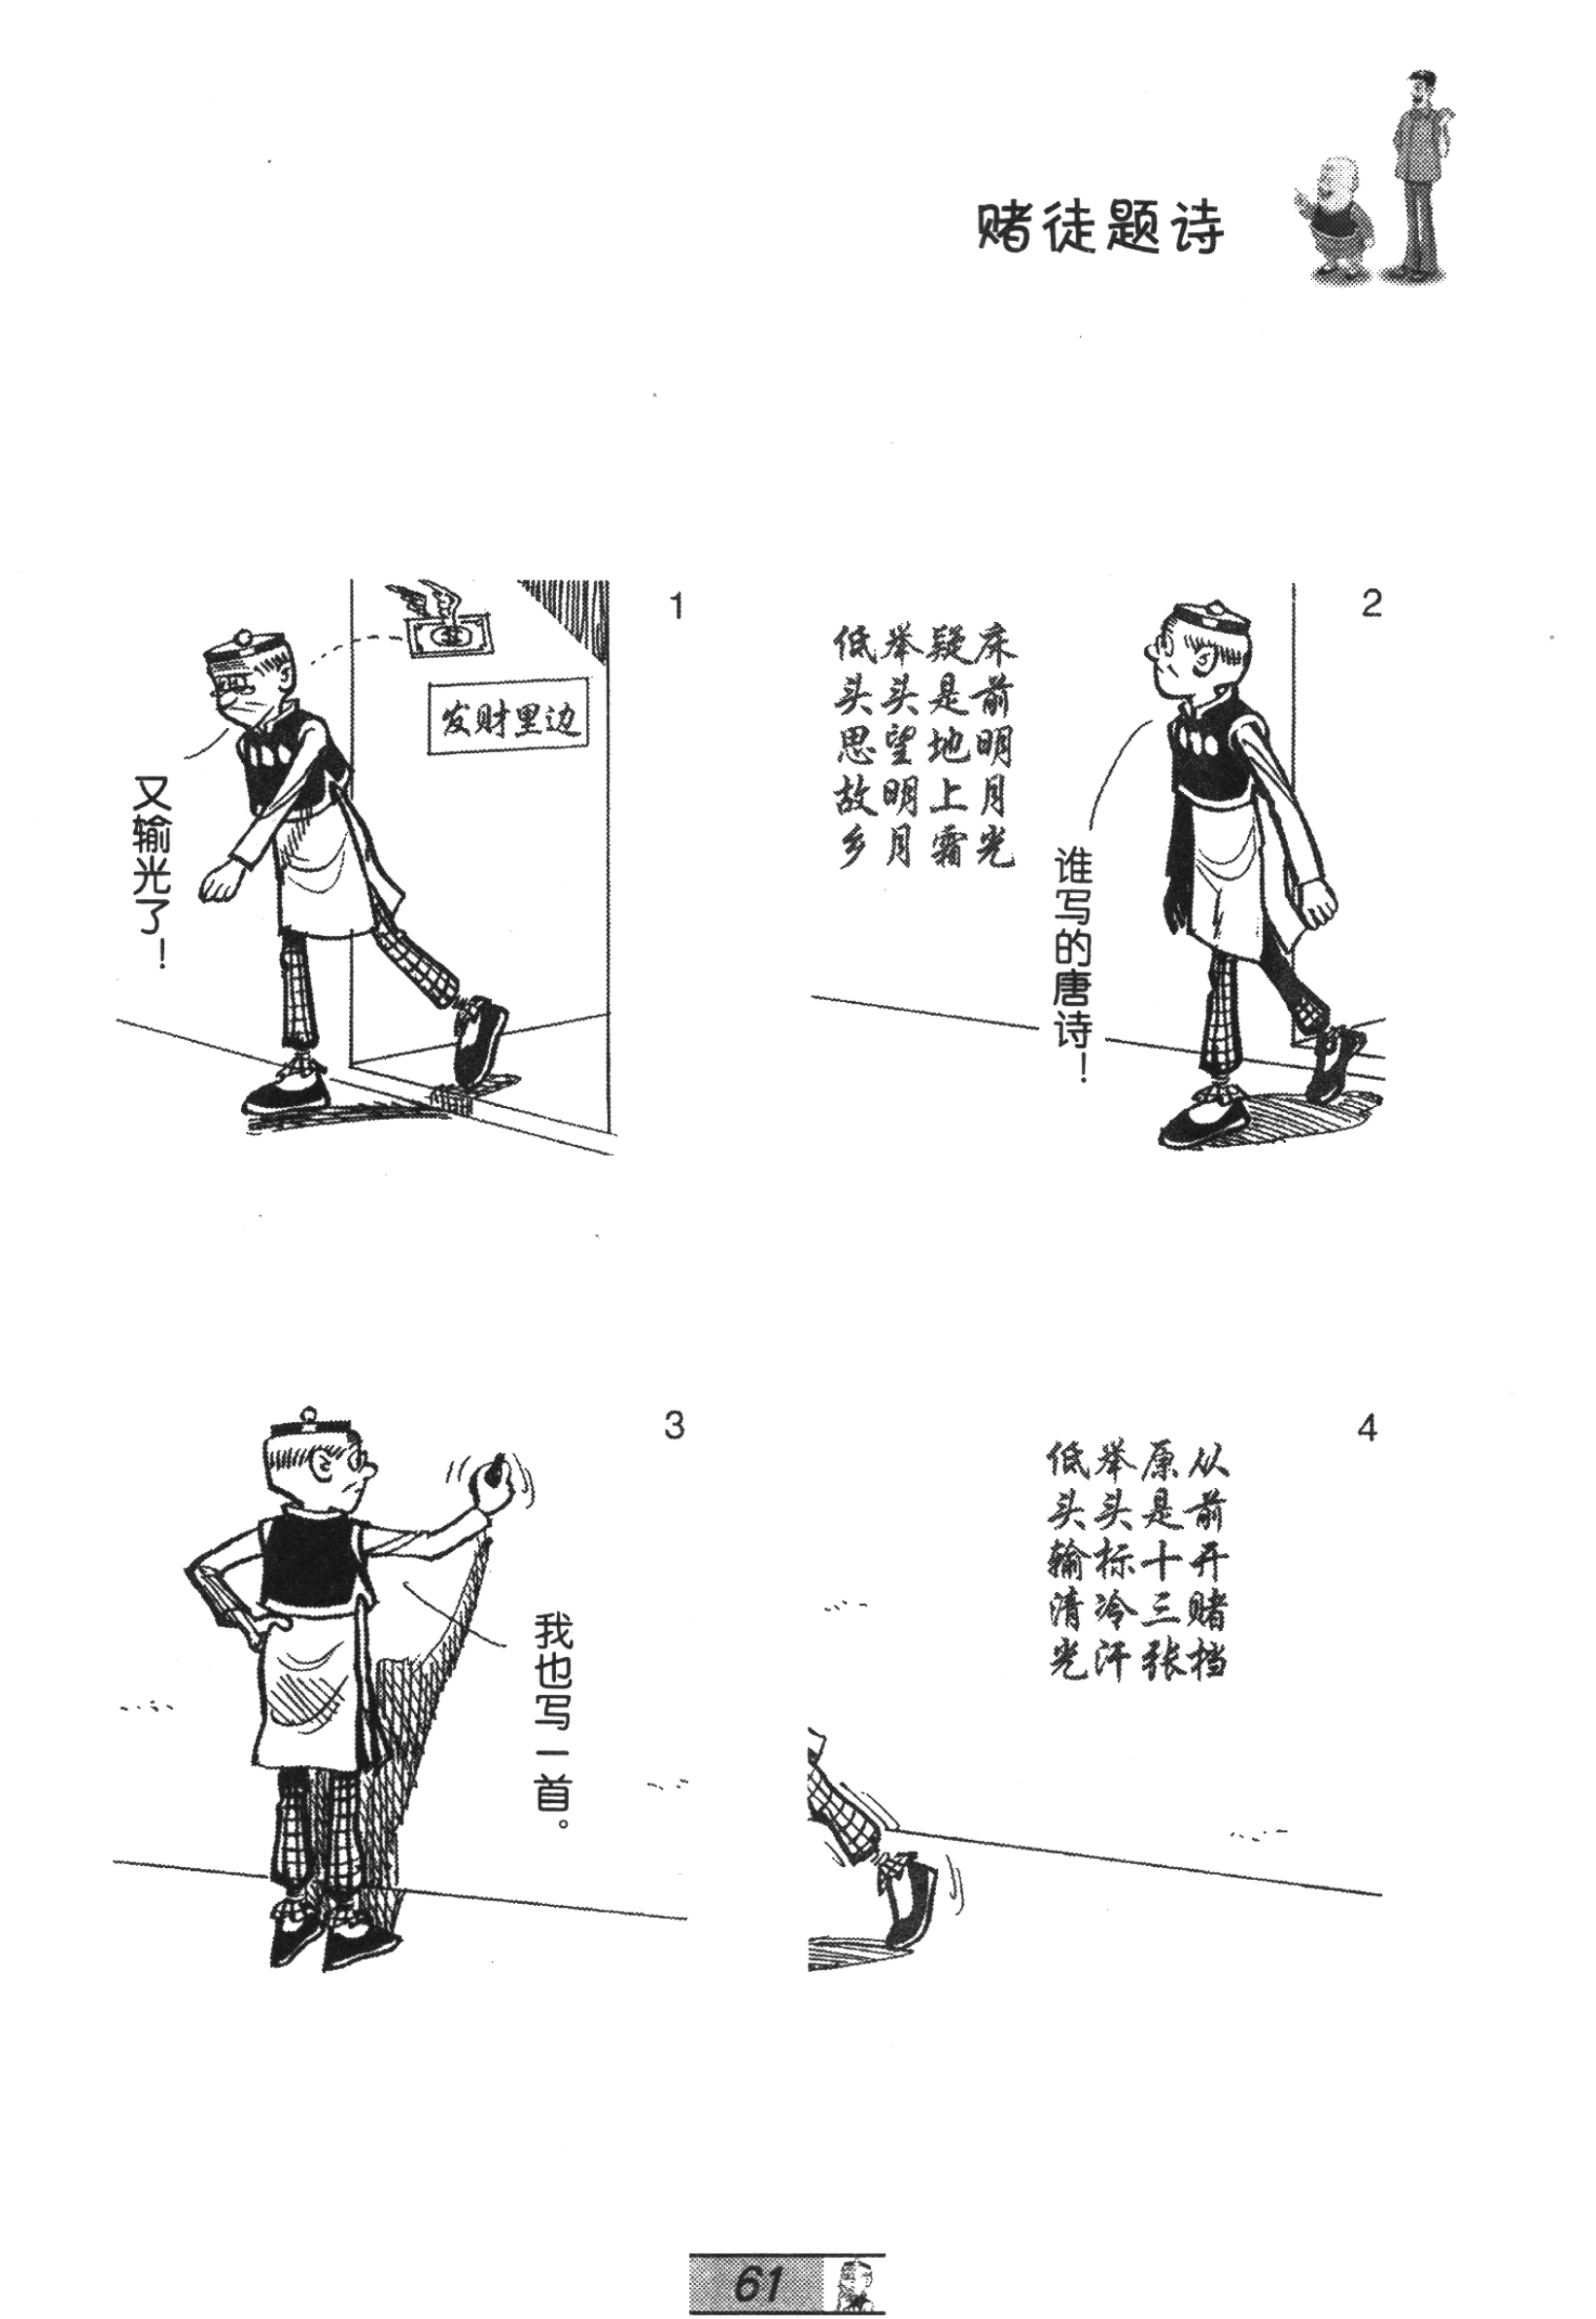 赌徒题诗
1
发财里边
又输光了！
2
床前明月光
疑是地上霜
举头望明月
低头思故乡
谁写的唐诗！
3
我也写一首。
4
从前开赌档
原是十三张
举头标冷汗
低头输清光
61